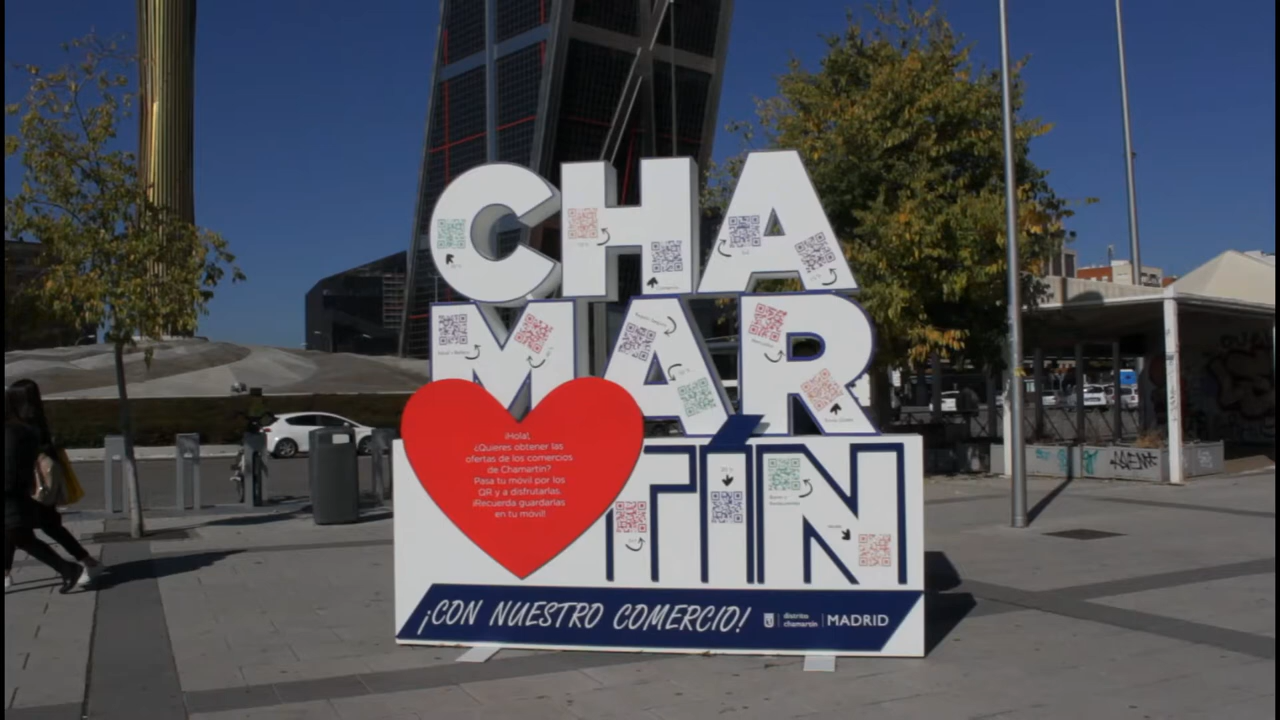 CHA
MAR
TÍN
¡Hola!,
¿Quieres obtener las
ofertas de los comercios
de Chamartín?
Pasa tu móvil por los
QR y a disfrutarlas.
¡Recuerda guardarlas
en tu móvil!
¡CON NUESTRO COMERCIO!
distrito
chamartín
MADRID